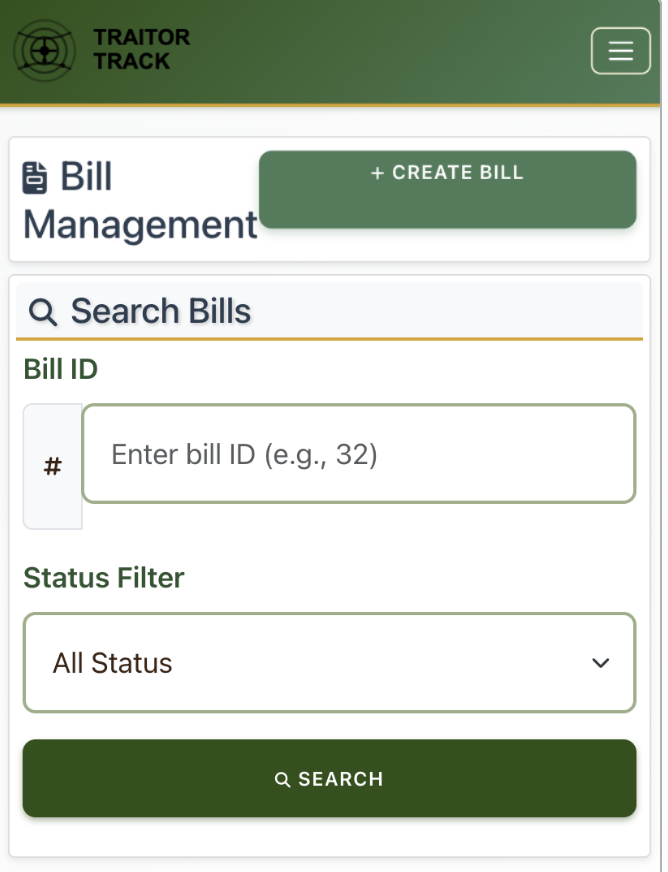 TRAITOR
TRACK
Bill
Management
+ CREATE BILL
Search Bills
Bill ID
#
Enter bill ID (e.g., 32)
Status Filter
All Status
SEARCH